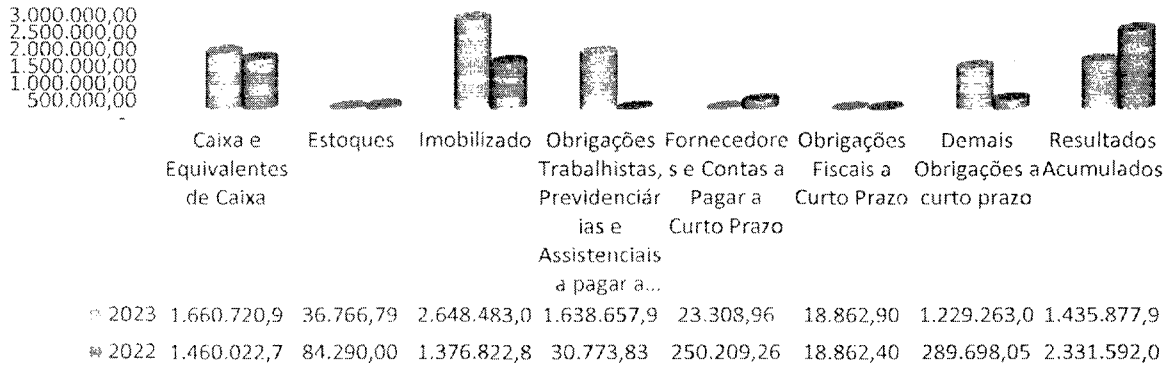 3.000.000,00
2.500.000,00
2.000.000,00
1.500.000,00
1.000.000,00
500.000,00
-
Caixa e Estoques Imobilizado Obrigações Fornecedore Obrigações Demais Resultados
Equivalentes Trabalhistas, s e Contas a Fiscais a Obrigações a Acumulados
de Caixa Previdenciár Pagar a Curto Prazo curto prazo
ias e Curto Prazo
Assistenciais
a pagar a...
2023 1.660.720,9 36.766,79 2.648.483,0 1.638.657,9 23.308,96 18.862,90 1.229.263,0 1.435.877,9
2022 1.460.022,7 84.290,00 1.376.822,8 30.773,83 250.209,26 18.862,40 289.698,05 2.331.592,0